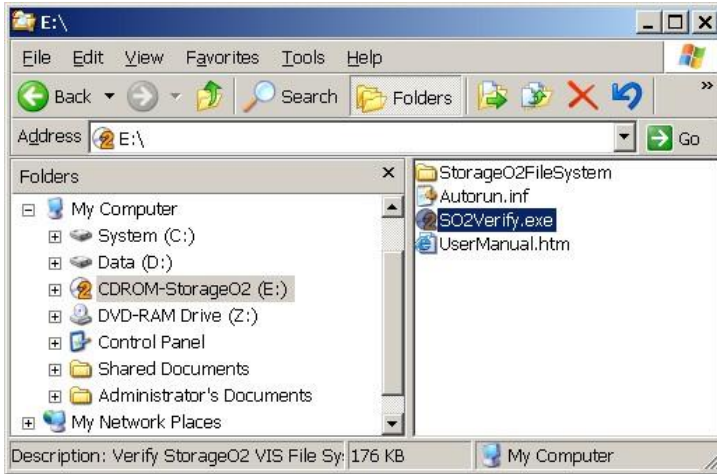 E:\
File Edit View Favorites Tools Help
Back Search Folders »
Address E:\ Go
Folders ×
My Computer
System (C:)
Data (D:)
CDROM-StorageO2 (E:)
DVD-RAM Drive (Z:)
Control Panel
Shared Documents
Administrator's Documents
My Network Places
StorageO2FileSystem
Autorun.inf
SO2Verify.exe
UserManual.htm
Description: Verify StorageO2 VIS File Sy 176 KB My Computer